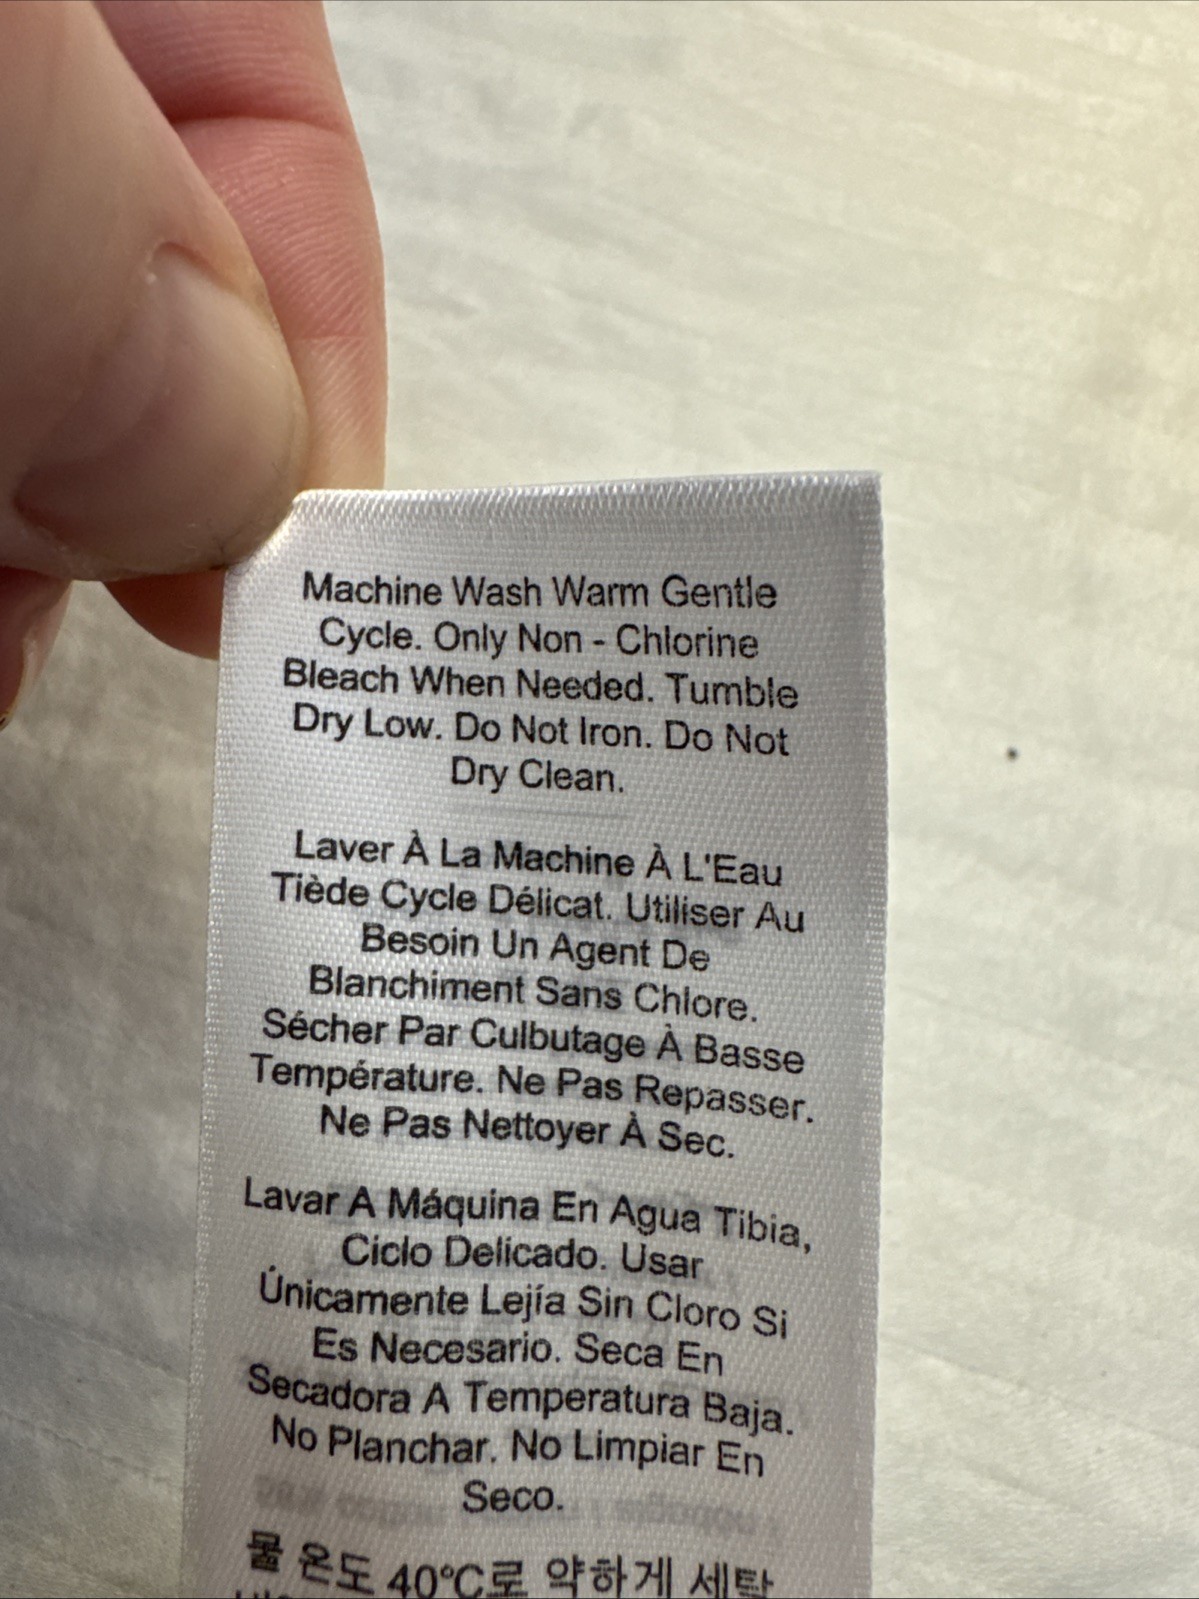 Machine Wash Warm Gentle
Cycle. Only Non - Chlorine
Bleach When Needed. Tumble
Dry Low. Do Not Iron. Do Not
Dry Clean.
Laver À La Machine À L'Eau
Tiède Cycle Délicat. Utiliser Au
Besoin Un Agent De
Blanchiment Sans Chlore.
Sécher Par Culbutage À Basse
Température. Ne Pas Repasser.
Ne Pas Nettoyer À Sec.
Lavar A Máquina En Agua Tibia,
Ciclo Delicado. Usar
Únicamente Lejía Sin Cloro Si
Es Necesario. Seca En
Secadora A Temperatura Baja.
No Planchar. No Limpiar En
Seco.
물 온도 40°C로 약하게 세탁